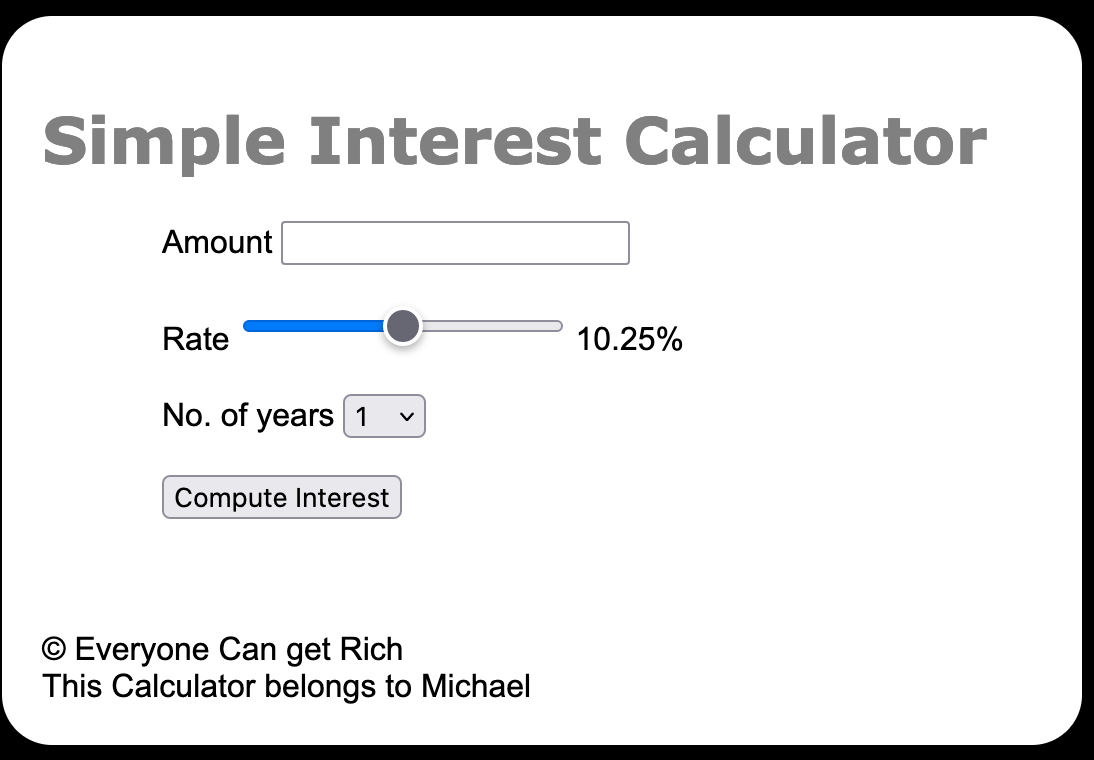 Simple Interest Calculator
Amount
Rate 10.25%
No. of years 1
Compute Interest
© Everyone Can get Rich
This Calculator belongs to Michael